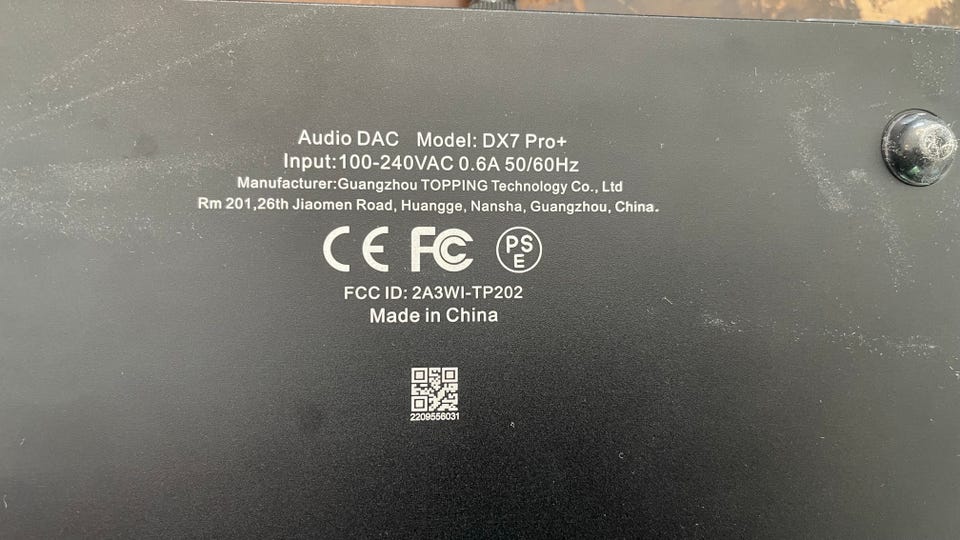 Audio DAC Model: DX7 Pro+
Input:100-240VAC 0.6A 50/60Hz
Manufacturer:Guangzhou TOPPING Technology Co., Ltd
Rm 201,26th Jiaomen Road, Huangge, Nansha, Guangzhou, China.
CE FC PSE
FCC ID: 2A3WI-TP202
Made in China
2209556031